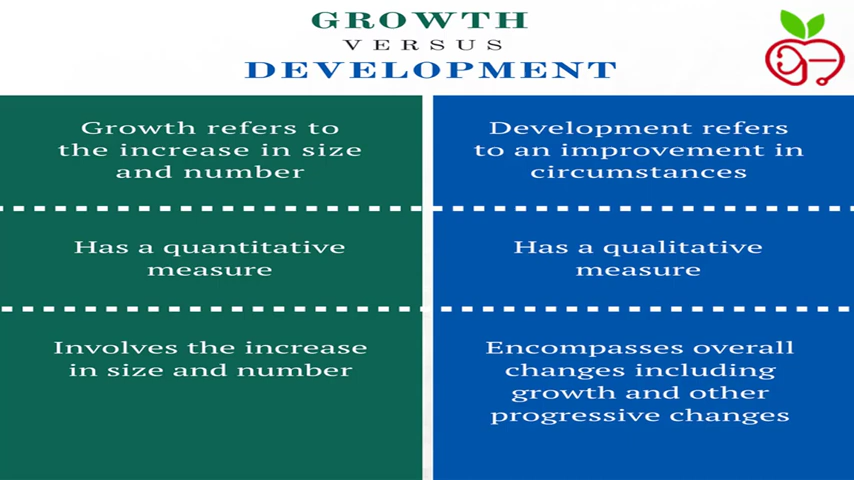 GROWTH
VERSUS
DEVELOPMENT
Growth refers to
the increase in size
and number
Development refers
to an improvement in
circumstances
Has a quantitative
measure
Has a qualitative
measure
Involves the increase
in size and number
Encompasses overall
changes including
growth and other
progressive changes